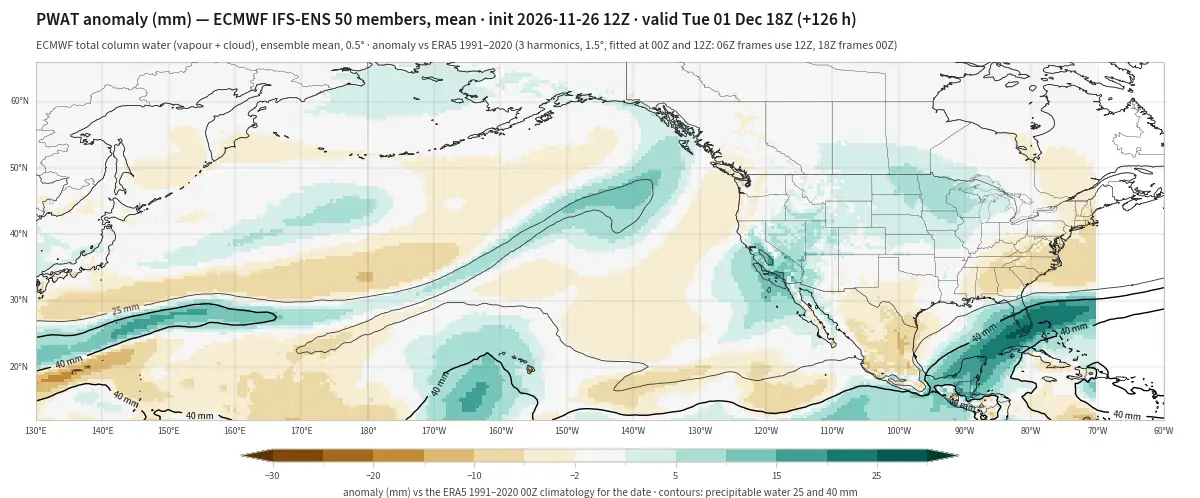 PWAT anomaly (mm) — ECMWF IFS-ENS 50 members, mean · init 2026-11-26 12Z · valid Tue 01 Dec 18Z (+126 h)
ECMWF total column water (vapour + cloud), ensemble mean, 0.5° · anomaly vs ERA5 1991–2020 (3 harmonics, 1.5°, fitted at 00Z and 12Z: 06Z frames use 12Z, 18Z frames 00Z)
60°N
50°N
40°N
30°N
20°N
25 mm
40 mm
40 mm
40 mm
40 mm
40 mm
40 mm
40 mm
40 mm
130°E 140°E 150°E 160°E 170°E 180° 170°W 160°W 150°W 140°W 130°W 120°W 110°W 100°W 90°W 80°W 70°W 60°W
−30 −20 −10 −2 5 15 25
anomaly (mm) vs the ERA5 1991–2020 00Z climatology for the date · contours: precipitable water 25 and 40 mm